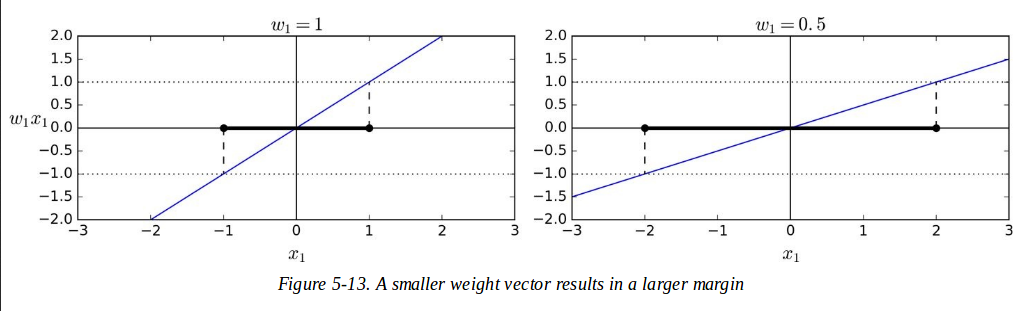 w₁ = 1
w₁ = 0.5
2.0
1.5
1.0
0.5
0.0
−0.5
−1.0
−1.5
−2.0
w₁x₁
−3 −2 −1 0 1 2 3
x₁
2.0
1.5
1.0
0.5
0.0
−0.5
−1.0
−1.5
−2.0
−3 −2 −1 0 1 2 3
x₁
Figure 5-13. A smaller weight vector results in a larger margin